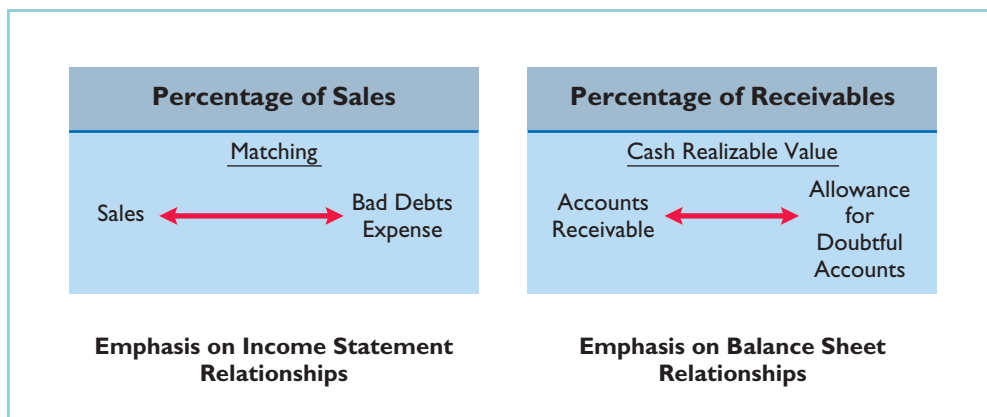 Percentage of Sales
Matching
Sales
Bad Debts
Expense
Emphasis on Income Statement
Relationships
Percentage of Receivables
Cash Realizable Value
Accounts
Receivable
Allowance
for
Doubtful
Accounts
Emphasis on Balance Sheet
Relationships